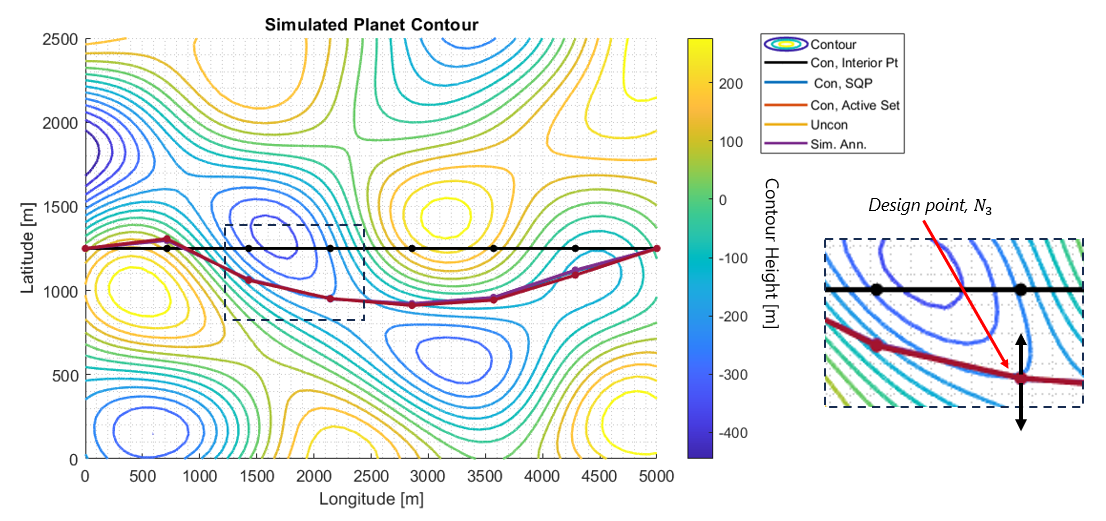 Simulated Planet Contour
2500
2000
1500
1000
500
0
Latitude [m]
0 500 1000 1500 2000 2500 3000 3500 4000 4500 5000
Longitude [m]
200
100
0
-100
-200
-300
-400
Contour Height [m]
Contour
Con, Interior Pt
Con, SQP
Con, Active Set
Uncon
Sim. Ann.
Design point, N₃